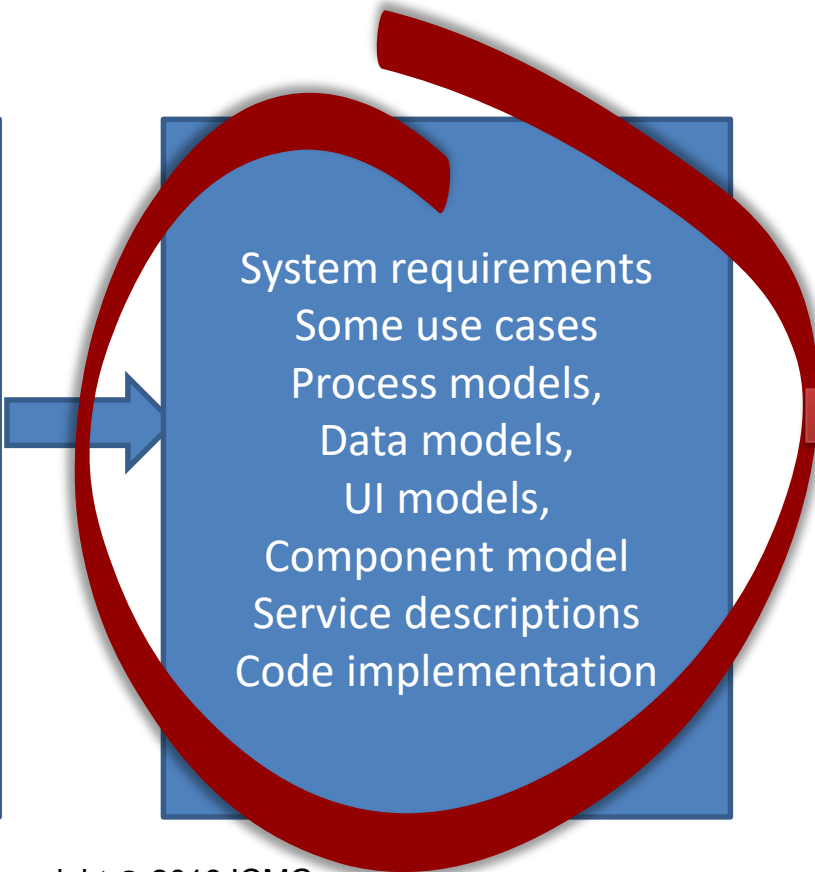 System requirements
Some use cases
Process models,
Data models,
UI models,
Component model
Service descriptions
Code implementation